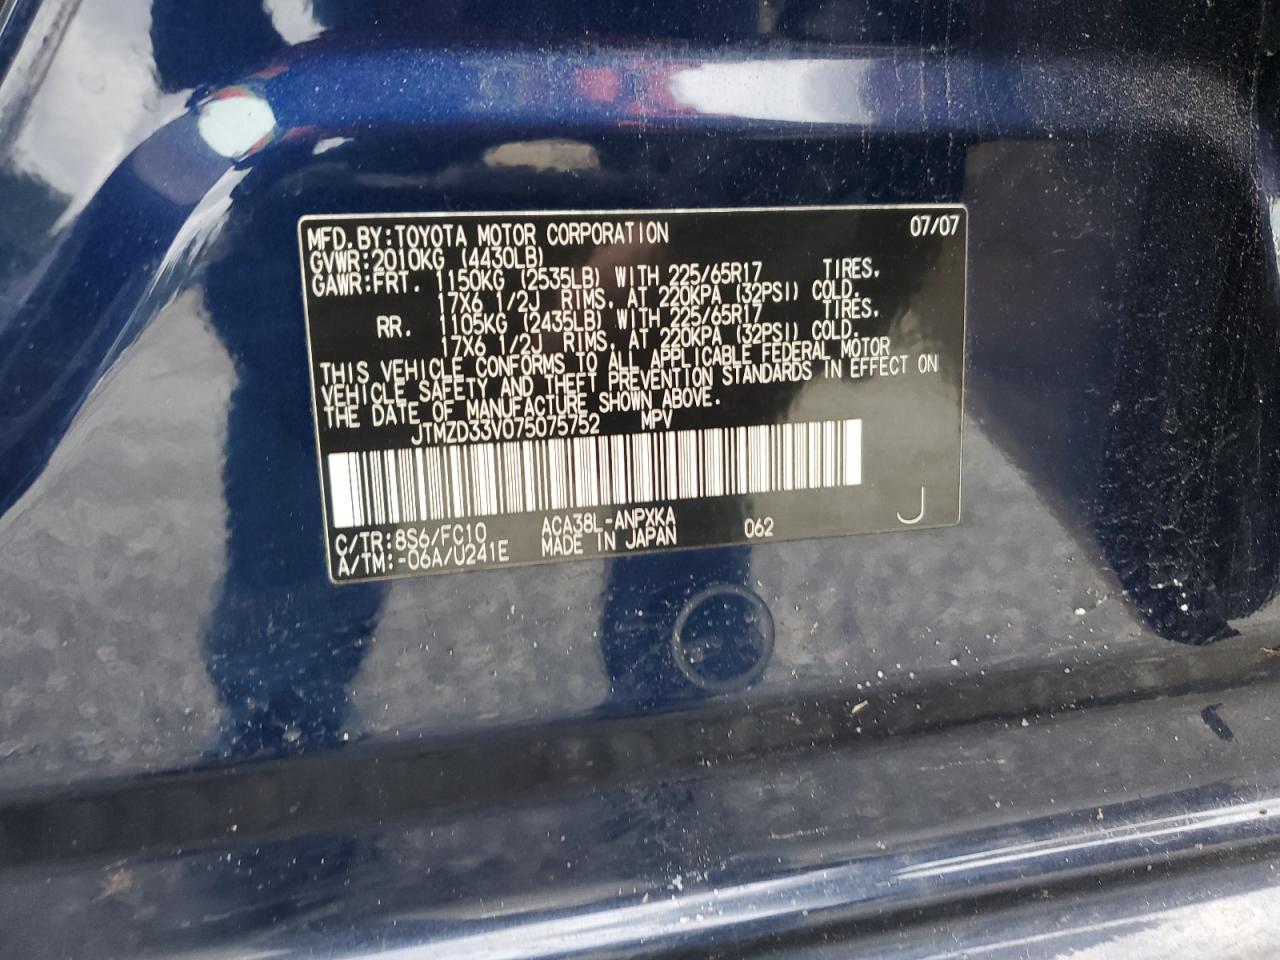 MFD.BY:TOYOTA MOTOR CORPORATION 07/07
GVWR:2010KG (4430LB)
GAWR:FRT. 1150KG (2535LB) WITH 225/65R17 TIRES,
17X6 1/2J RIMS, AT 220KPA (32PSI) COLD.
RR. 1105KG (2435LB) WITH 225/65R17 TIRES,
17X6 1/2J RIMS, AT 220KPA (32PSI) COLD.
THIS VEHICLE CONFORMS TO ALL APPLICABLE FEDERAL MOTOR
VEHICLE SAFETY AND THEFT PREVENTION STANDARDS IN EFFECT ON
THE DATE OF MANUFACTURE SHOWN ABOVE.
JTMZD33V075075752 MPV
C/TR:8S6/FC10 ACA38L-ANPXKA 062 J
A/TM:-06A/U241E MADE IN JAPAN